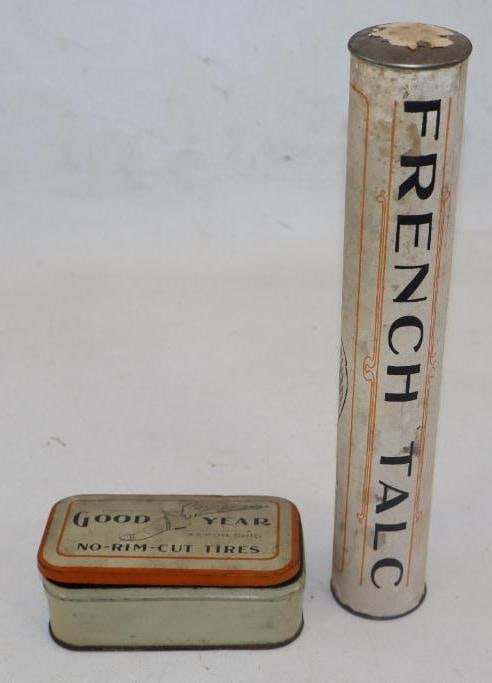 FRENCH TALC
GOOD YEAR
AKRON, OHIO
NO-RIM-CUT TIRES